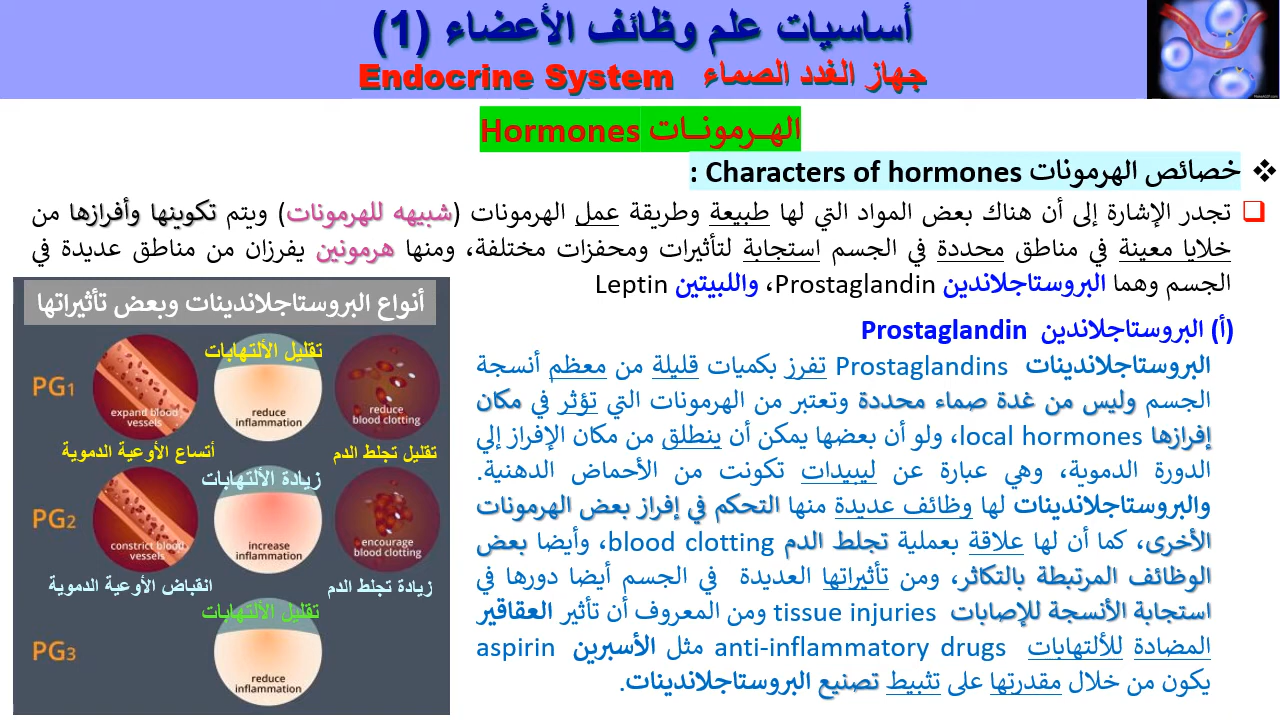 أساسيات علم وظائف الأعضاء (1)
جهاز الغدد الصماء Endocrine System
الهـرمونـات Hormones
❖ خصائص الهرمونات Characters of hormones :
تجدر الإشارة إلى أن هناك بعض المواد التي لها طبيعة وطريقة عمل الهرمونات (شبيهه للهرمونات) ويتم تكوينها وأفرازها من
خلايا معينة في مناطق محددة في الجسم استجابة لتأثيرات ومحفزات مختلفة، ومنها هرمونين يفرزان من مناطق عديدة في
الجسم وهما البروستاجلاندين Prostaglandin، واللبيتين Leptin
(أ) البروستاجلاندين Prostaglandin
البروستاجلاندينات Prostaglandins تفرز بكميات قليلة من معظم أنسجة
الجسم وليس من غدة صماء محددة وتعتبر من الهرمونات التي تؤثر في مكان
إفرازها local hormones، ولو أن بعضها يمكن أن ينطلق من مكان الإفراز إلي
الدورة الدموية، وهي عبارة عن ليبيدات تكونت من الأحماض الدهنية.
والبروستاجلاندينات لها وظائف عديدة منها التحكم في إفراز بعض الهرمونات
الأخرى، كما أن لها علاقة بعملية تجلط الدم blood clotting، وأيضا بعض
الوظائف المرتبطة بالتكاثر، ومن تأثيراتها العديدة في الجسم أيضا دورها في
استجابة الأنسجة للإصابات tissue injuries ومن المعروف أن تأثير العقاقير
المضادة للألتهابات anti-inflammatory drugs مثل الأسبرين aspirin
يكون من خلال مقدرتها على تثبيط تصنيع البروستاجلاندينات.
أنواع البروستاجلاندينات وبعض تأثيراتها
PG1
expand blood
vessels
أتساع الأوعية الدموية
تقليل الألتهابات
reduce
inflammation
reduce
blood clotting
تقليل تجلط الدم
PG2
constrict blood
vessels
انقباض الأوعية الدموية
زيادة الألتهابات
increase
inflammation
encourage
blood clotting
زيادة تجلط الدم
PG3
تقليل الألتهابات
reduce
inflammation